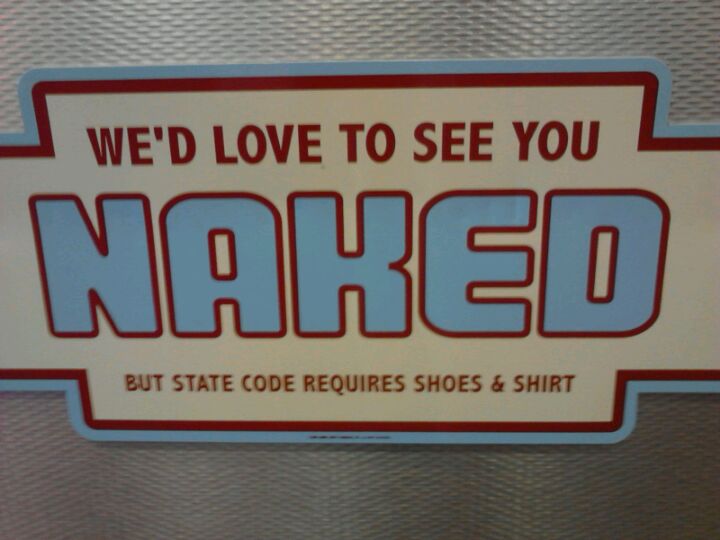 WE'D LOVE TO SEE YOU
NAKED
BUT STATE CODE REQUIRES SHOES & SHIRT